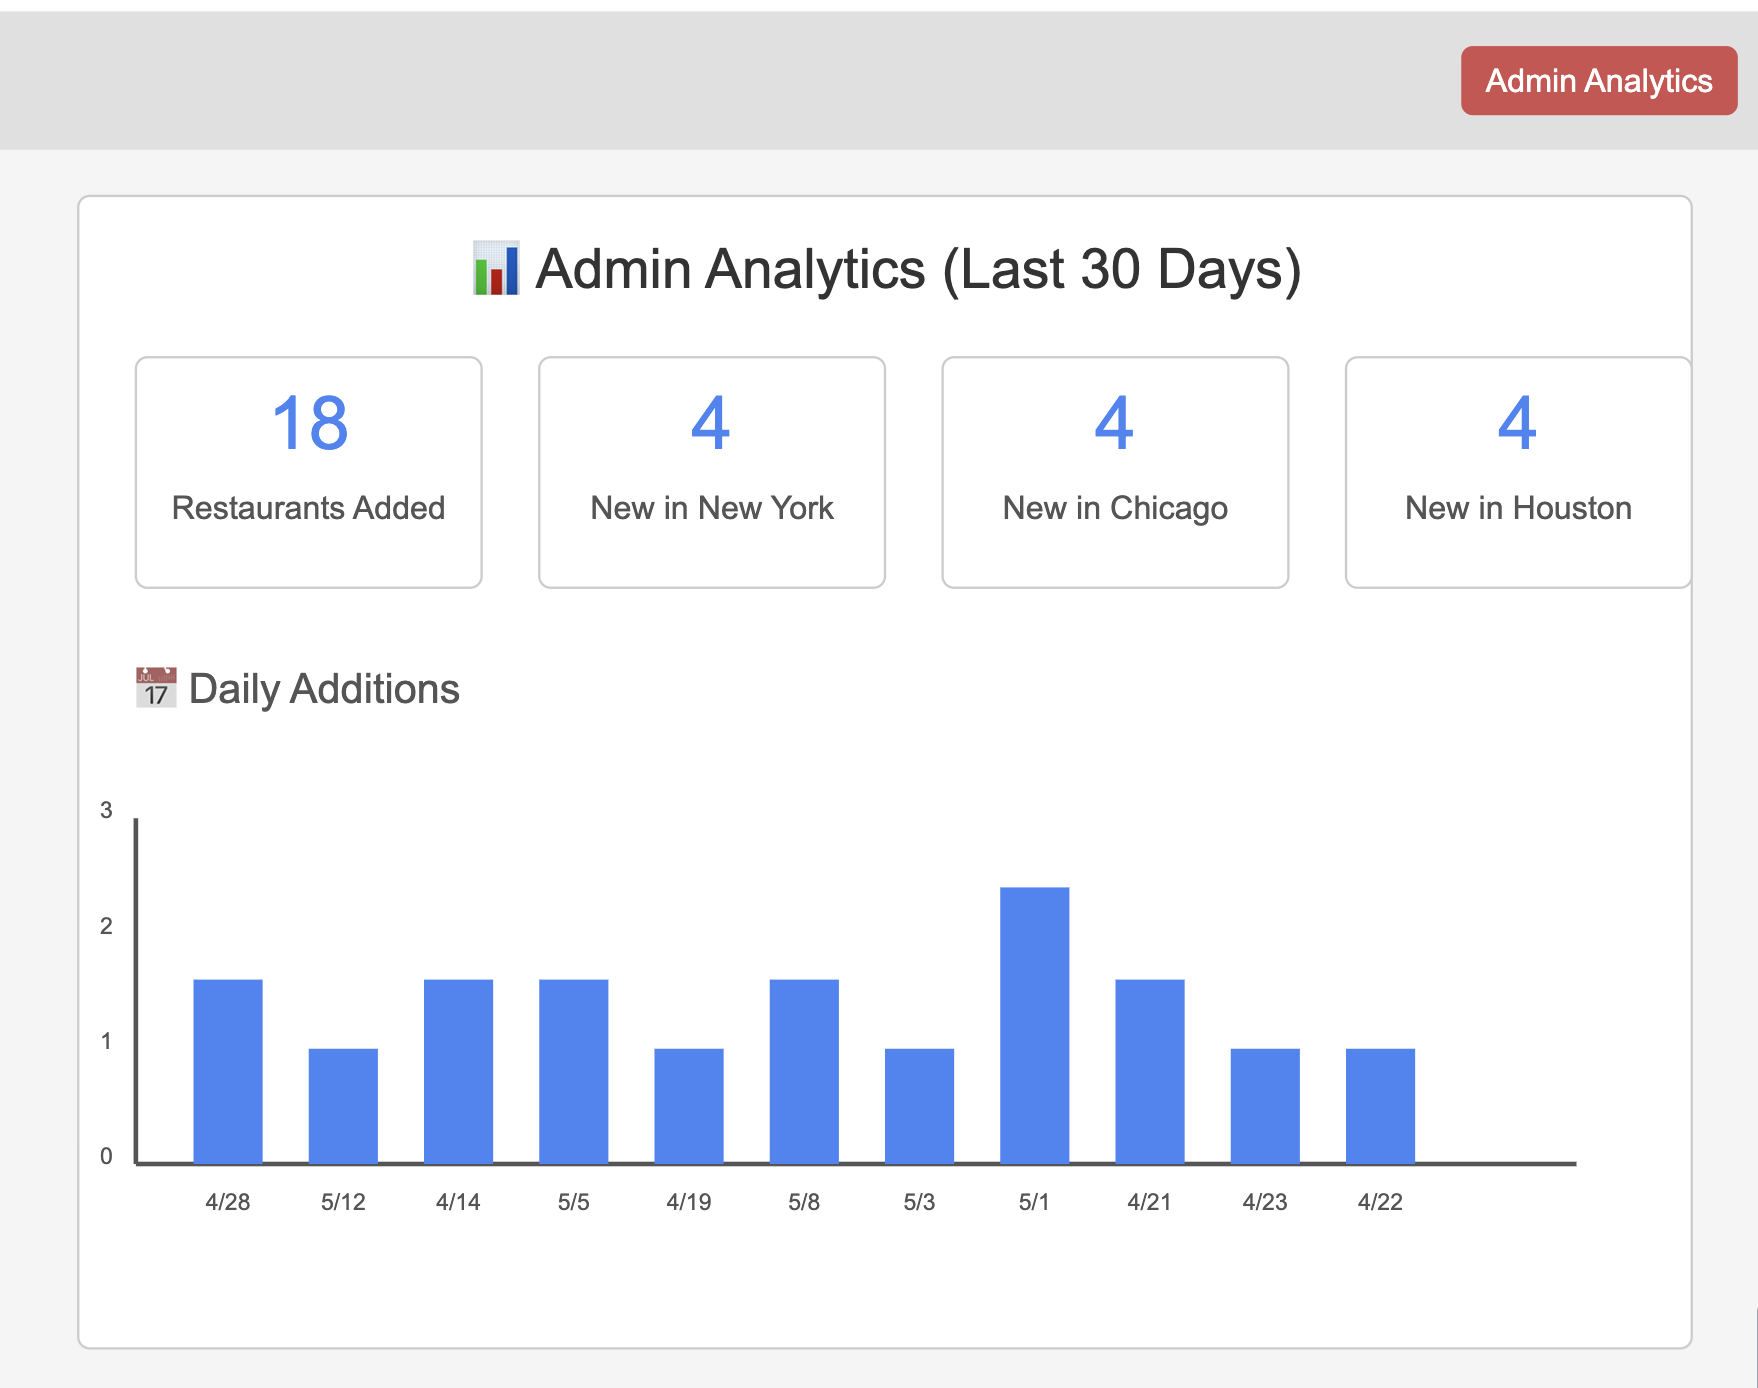 Admin Analytics
📊 Admin Analytics (Last 30 Days)
18
Restaurants Added
4
New in New York
4
New in Chicago
4
New in Houston
JUL
17
Daily Additions
3
2
1
0
4/28 5/12 4/14 5/5 4/19 5/8 5/3 5/1 4/21 4/23 4/22